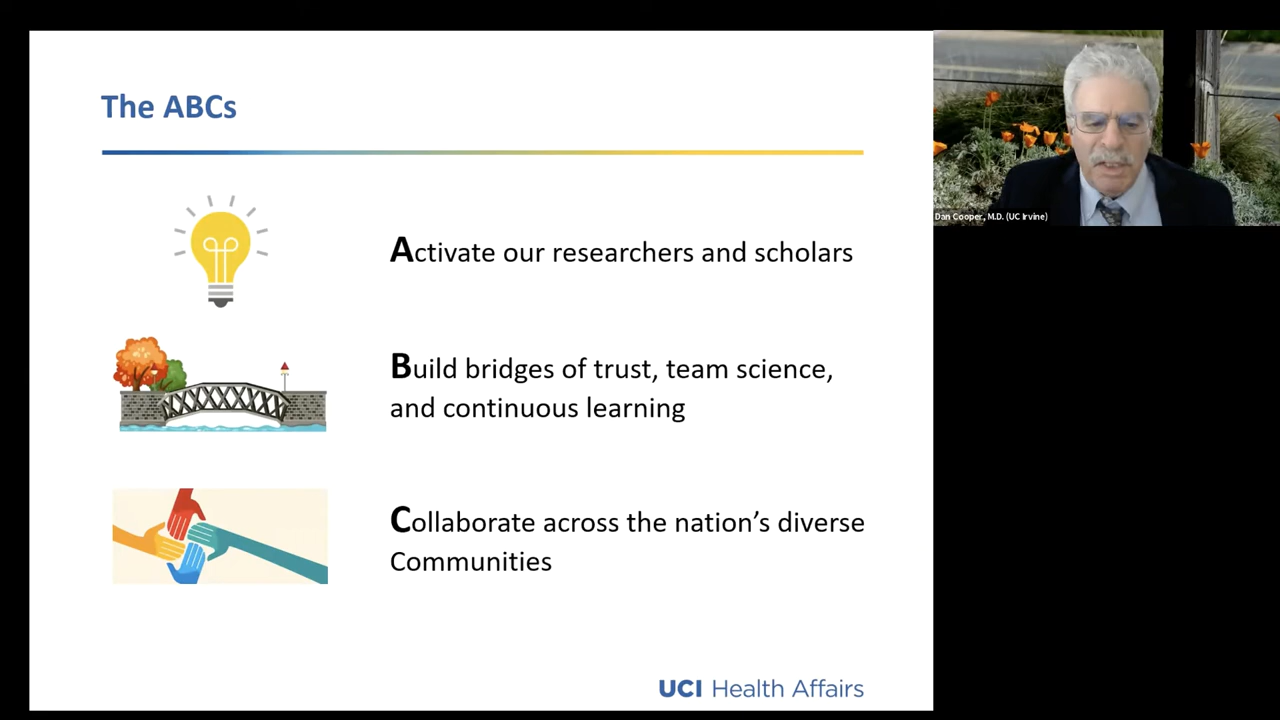 The ABCs
Activate our researchers and scholars
Build bridges of trust, team science,
and continuous learning
Collaborate across the nation’s diverse
Communities
UCI Health Affairs
Dan Cooper, M.D. (UC Irvine)